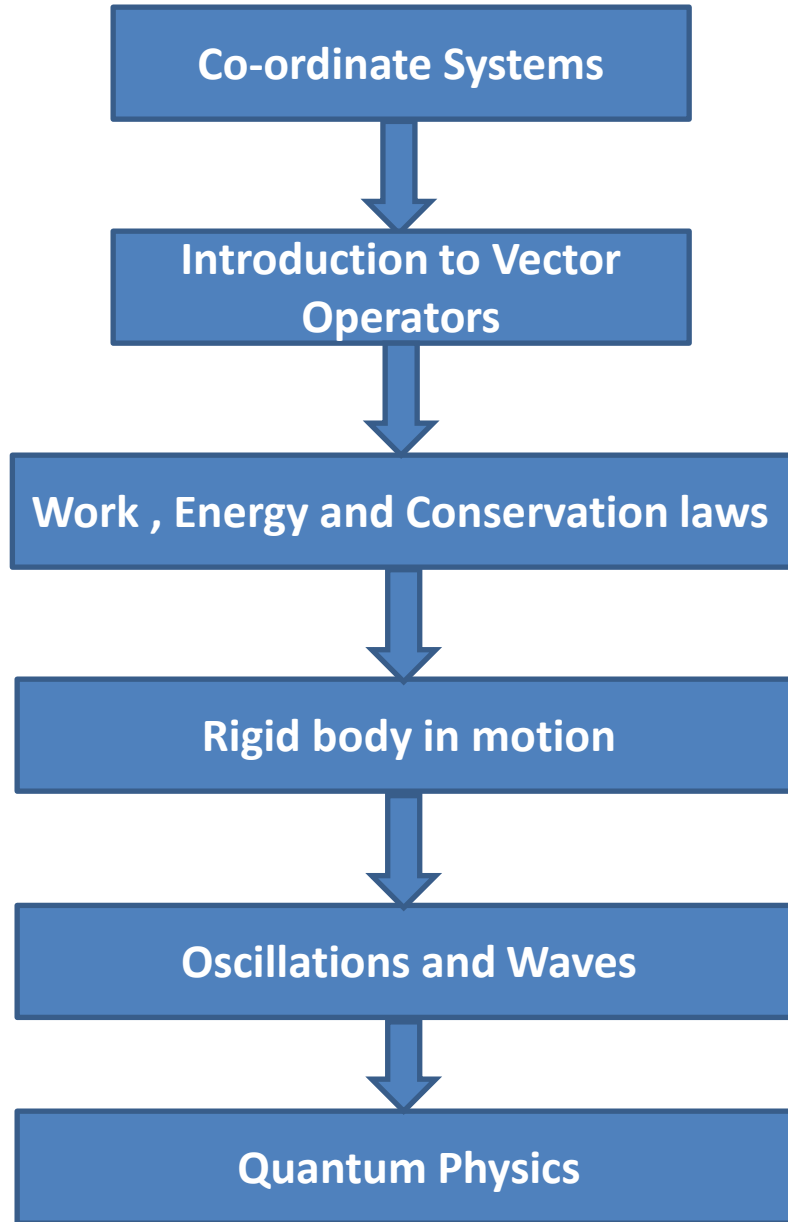 Co-ordinate Systems
Introduction to Vector
Operators
Work , Energy and Conservation laws
Rigid body in motion
Oscillations and Waves
Quantum Physics